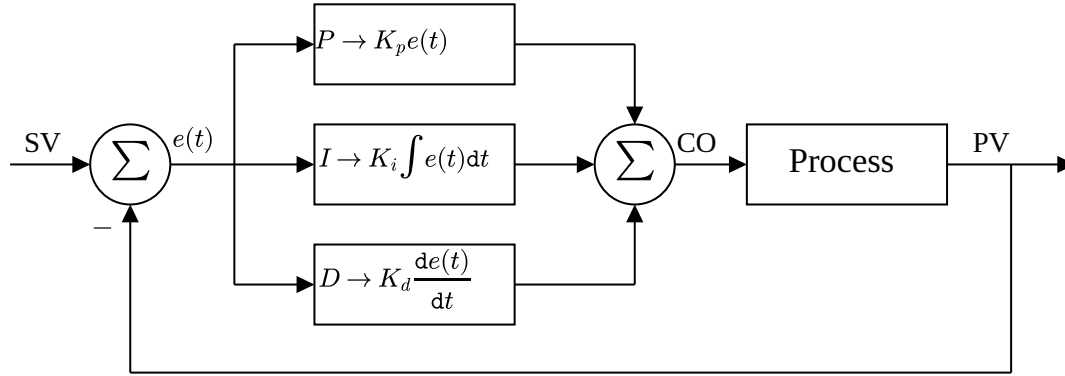 P → K_p e(t)
SV
Σ
e(t)
I → K_i ∫ e(t)dt
Σ
CO
Process
PV
−
D → K_d de(t)/dt